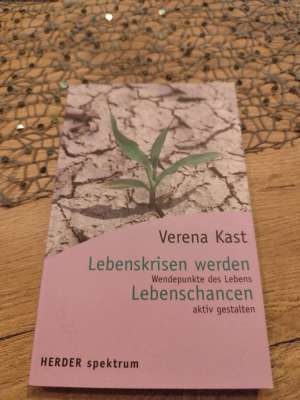 Verena Kast
Lebenskrisen werden
Wendepunkte des Lebens
Lebenschancen
aktiv gestalten
HERDER spektrum